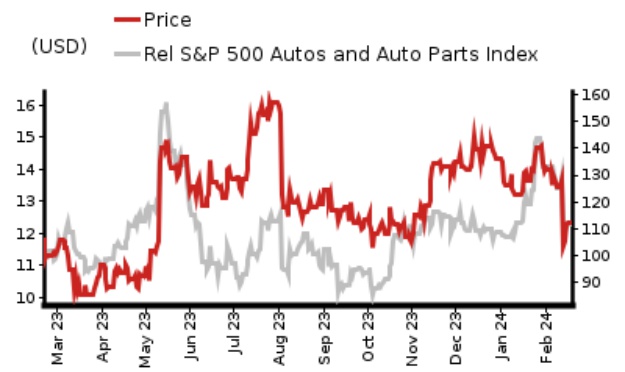 Price
(USD)
Rel S&P 500 Autos and Auto Parts Index
16
15
14
13
12
11
10
160
150
140
130
120
110
100
90
Mar 23
Apr 23
May 23
Jun 23
Jul 23
Aug 23
Sep 23
Oct 23
Nov 23
Dec 23
Jan 24
Feb 24